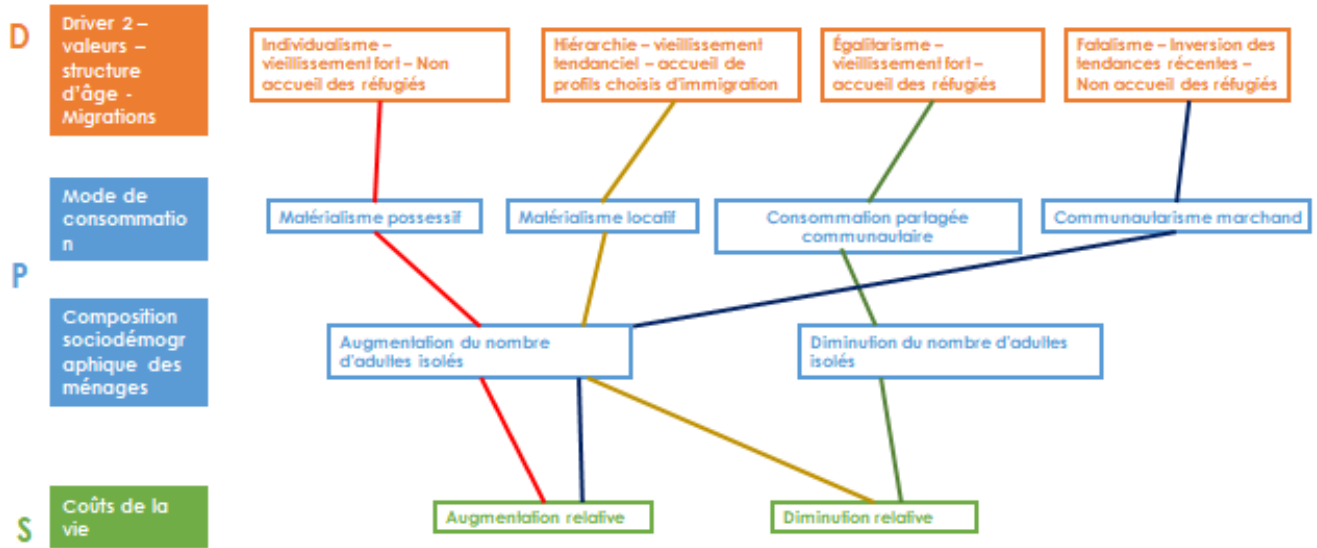 D
Driver 2 –
valeurs –
structure
d'âge -
Migrations
Individualisme –
vieillissement fort – Non
accueil des réfugiés
Hiérarchie – vieillissement
tendanciel – accueil de
profils choisis d'immigration
Égalitarisme –
vieillissement fort –
accueil des réfugiés
Fatalisme – Inversion des
tendances récentes –
Non accueil des réfugiés
P
Mode de
consommatio
n
Matérialisme possessif
Matérialisme locatif
Consommation partagée
communautaire
Communautarisme marchand
Composition
sociodémogr
aphique des
ménages
Augmentation du nombre
d'adultes isolés
Diminution du nombre d'adultes
isolés
S
Coûts de la
vie
Augmentation relative
Diminution relative